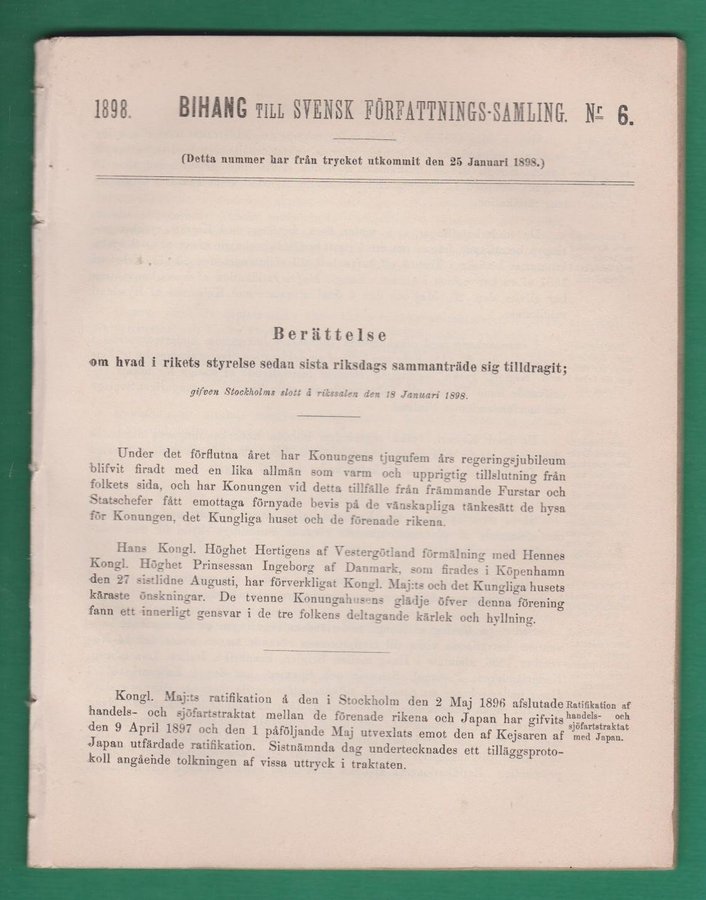 1898. BIHANG TILL SVENSK FÖRFATTNINGS-SAMLING. Nr 6.
(Detta nummer har från trycket utkommit den 25 Januari 1898.)
Berättelse
om hvad i rikets styrelse sedan sista riksdags sammanträde sig tilldragit;
gifven Stockholms slott å rikssalen den 18 Januari 1898.
Under det förflutna året har Konungens tjugufem års regeringsjubileum
blifvit firadt med en lika allmän som varm och upprigtig tillslutning från
folkets sida, och har Konungen vid detta tillfälle från främmande Furstar och
Statschefer fått emottaga förnyade bevis på de vänskapliga tänkesätt de hysa
för Konungen, det Kungliga huset och de förenade rikena.
Hans Kongl. Höghet Hertigens af Vestergötland förmälning med Hennes
Kongl. Höghet Prinsessan Ingeborg af Danmark, som firades i Köpenhamn
den 27 sistlidne Augusti, har förverkligat Kongl. Maj:ts och det Kungliga husets
käraste önskningar. De tvenne Konungahusens glädje öfver denna förening
fann ett innerligt gensvar i de tre folkens deltagande kärlek och hyllning.
Kongl. Maj:ts ratifikation å den i Stockholm den 2 Maj 1896 afslutade
handels- och sjöfartstraktat mellan de förenade rikena och Japan har gifvits
den 9 April 1897 och den 1 påföljande Maj utvexlats emot den af Kejsaren af
Japan utfärdade ratifikation. Sistnämnda dag undertecknades ett tilläggsproto-
koll angående tolkningen af vissa uttryck i traktaten.
Ratifikation af
handels- och
sjöfartstraktat
med Japan.